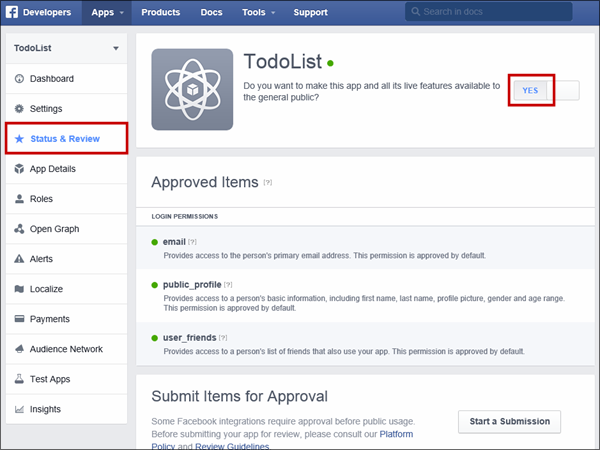 f Developers Apps Products Docs Tools Support Search in docs
TodoList
Dashboard
Settings
Status & Review
App Details
Roles
Open Graph
Alerts
Localize
Payments
Audience Network
Test Apps
Insights
TodoList
Do you want to make this app and all its live features available to
the general public?
YES
Approved Items [?]
LOGIN PERMISSIONS
email [?]
Provides access to the person's primary email address. This permission is approved by default.
public_profile [?]
Provides access to a person's basic information, including first name, last name, profile picture, gender and age range.
This permission is approved by default.
user_friends [?]
Provides access to a person's list of friends that also use your app. This permission is approved by default.
Submit Items for Approval
Some Facebook integrations require approval before public usage.
Before submitting your app for review, please consult our Platform
Policy and Review Guidelines.
Start a Submission